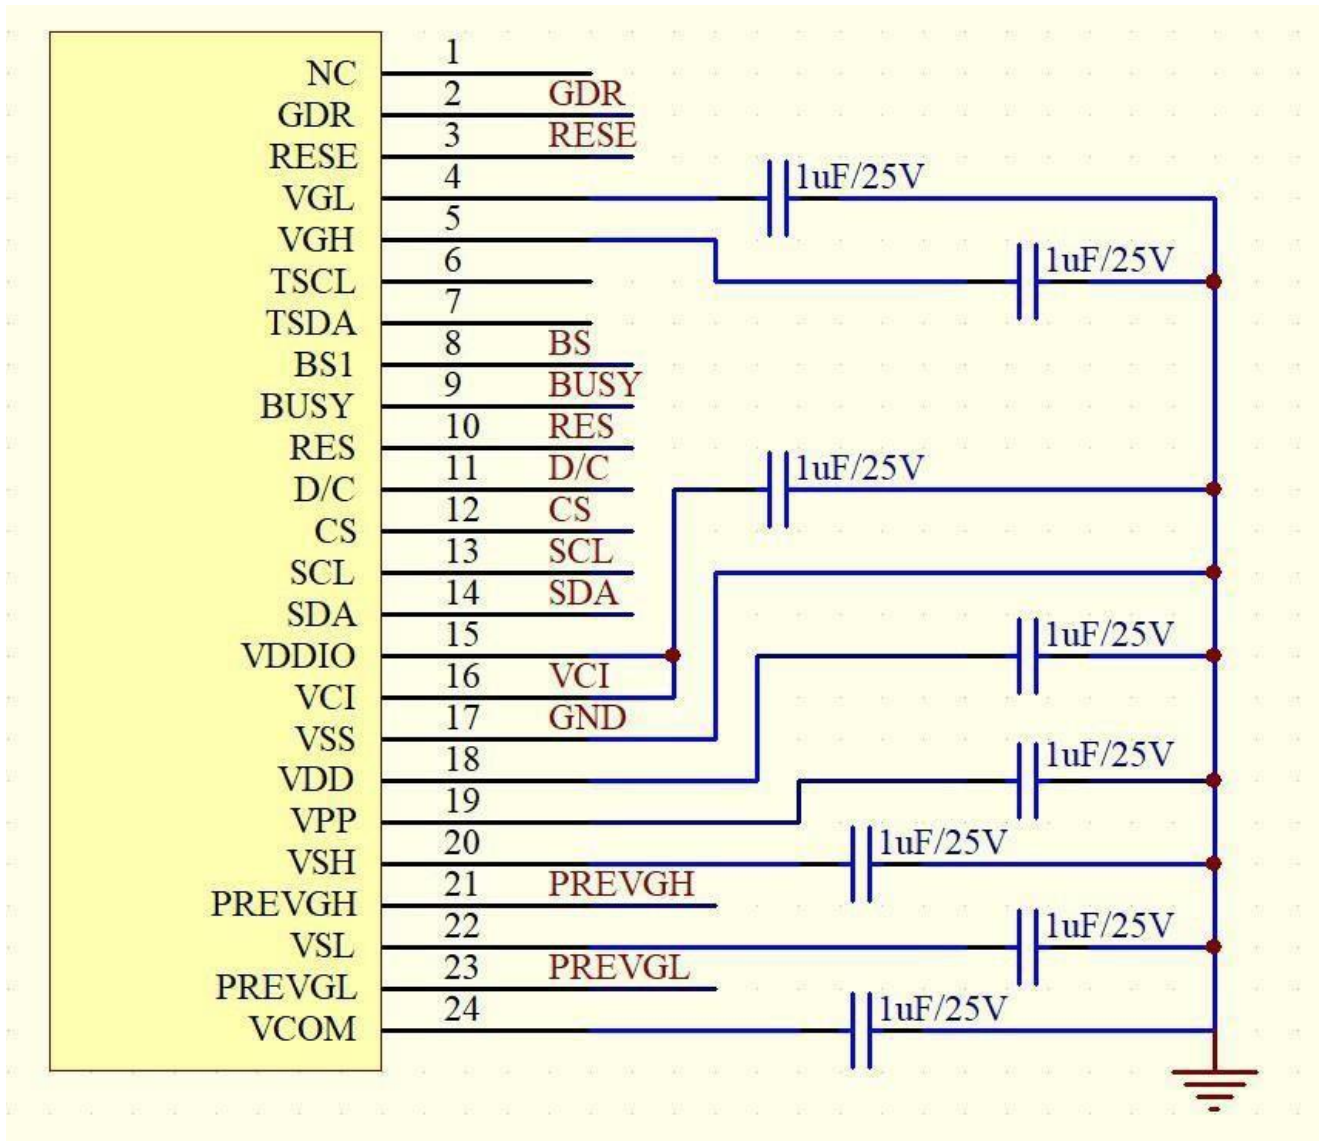 1
NC
2 GDR
GDR
3 RESE
RESE
4 1uF/25V
VGL
5
VGH
6 1uF/25V
TSCL
7
TSDA
8 BS
BS1
9 BUSY
BUSY
10 RES
RES
11 D/C 1uF/25V
D/C
12 CS
CS
13 SCL
SCL
14 SDA
SDA
15 1uF/25V
VDDIO
16 VCI
VCI
17 GND
VSS
18 1uF/25V
VDD
19
VPP
20 1uF/25V
VSH
21 PREVGH
PREVGH
22 1uF/25V
VSL
23 PREVGL
PREVGL
24 1uF/25V
VCOM